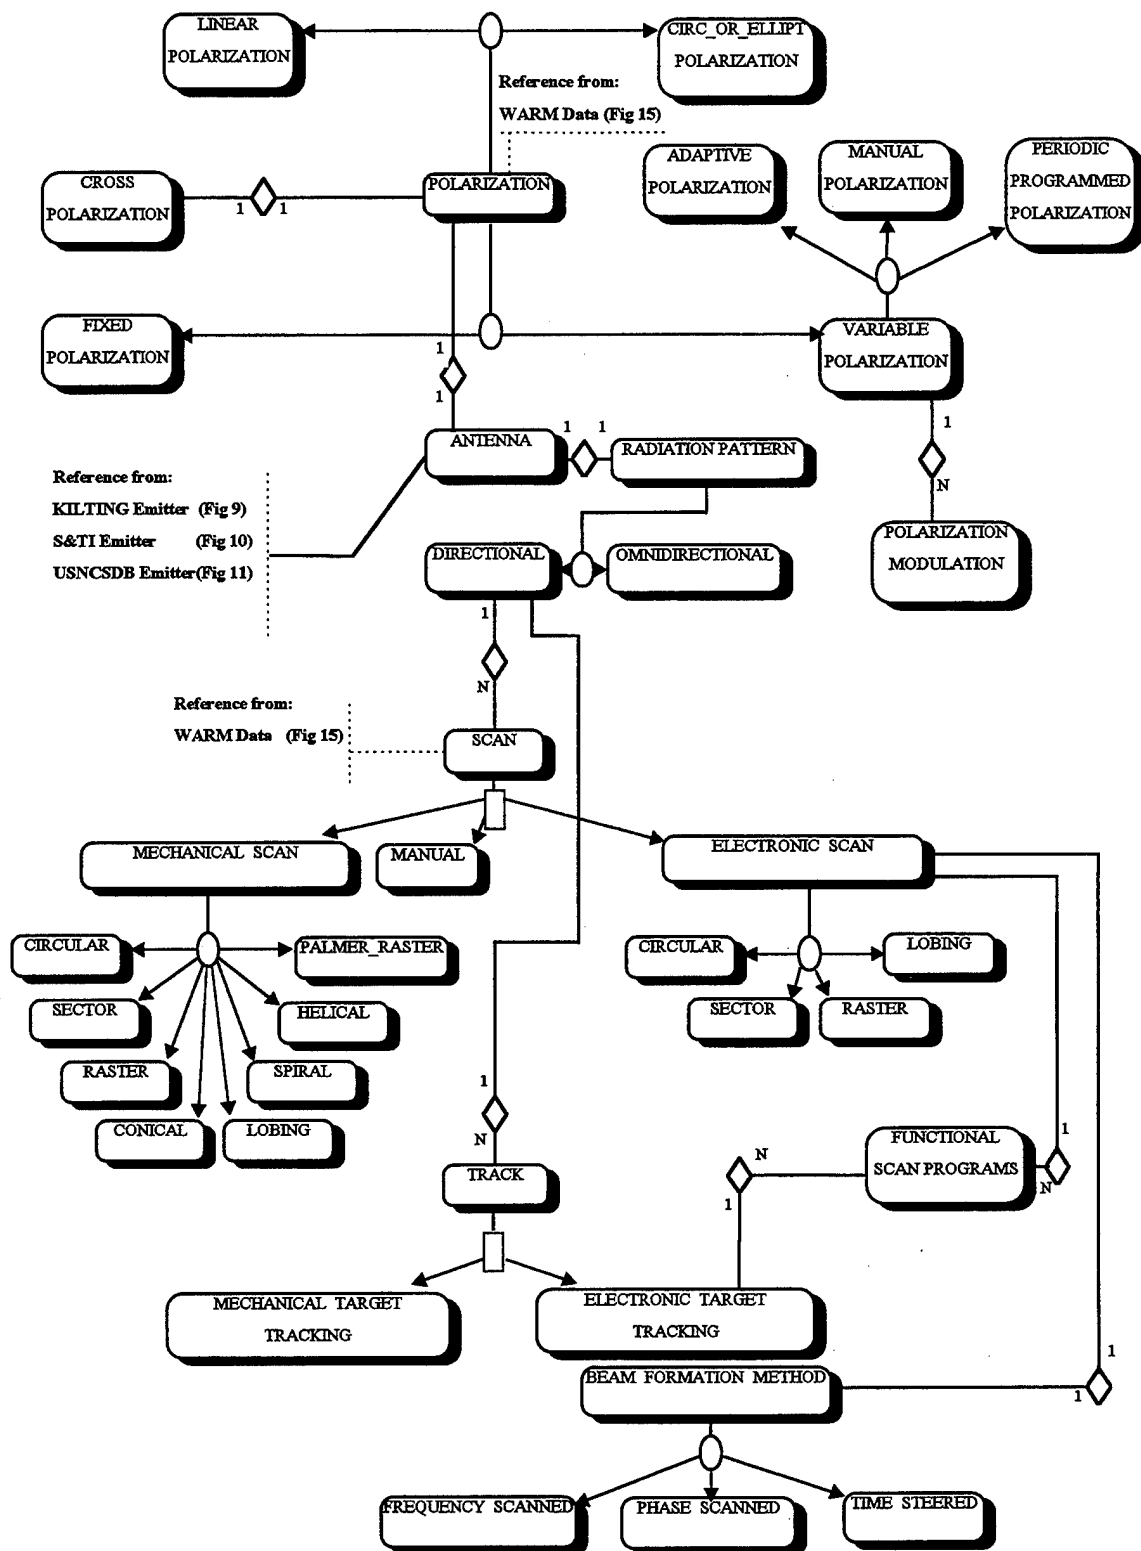 LINEAR
POLARIZATION
CIRC_OR_ELLIPT
POLARIZATION
Reference from:
WARM Data (Fig 15)
CROSS
POLARIZATION
1 1
POLARIZATION
ADAPTIVE
POLARIZATION
MANUAL
POLARIZATION
PERIODIC
PROGRAMMED
POLARIZATION
FIXED
POLARIZATION
VARIABLE
POLARIZATION
1
1
1
N
ANTENNA
1 1
RADIATION PATTERN
Reference from:
KILTING Emitter (Fig 9)
S&TI Emitter (Fig 10)
USNCSDB Emitter(Fig 11)
POLARIZATION
MODULATION
DIRECTIONAL
OMNIDIRECTIONAL
1
N
Reference from:
WARM Data (Fig 15)
SCAN
MECHANICAL SCAN
MANUAL
ELECTRONIC SCAN
CIRCULAR
PALMER_RASTER
SECTOR
HELICAL
RASTER
SPIRAL
CONICAL
LOBING
CIRCULAR
LOBING
SECTOR
RASTER
1
N
TRACK
FUNCTIONAL
SCAN PROGRAMS
N
1
1
N
MECHANICAL TARGET
TRACKING
ELECTRONIC TARGET
TRACKING
BEAM FORMATION METHOD
1
1
FREQUENCY SCANNED
PHASE SCANNED
TIME STEERED